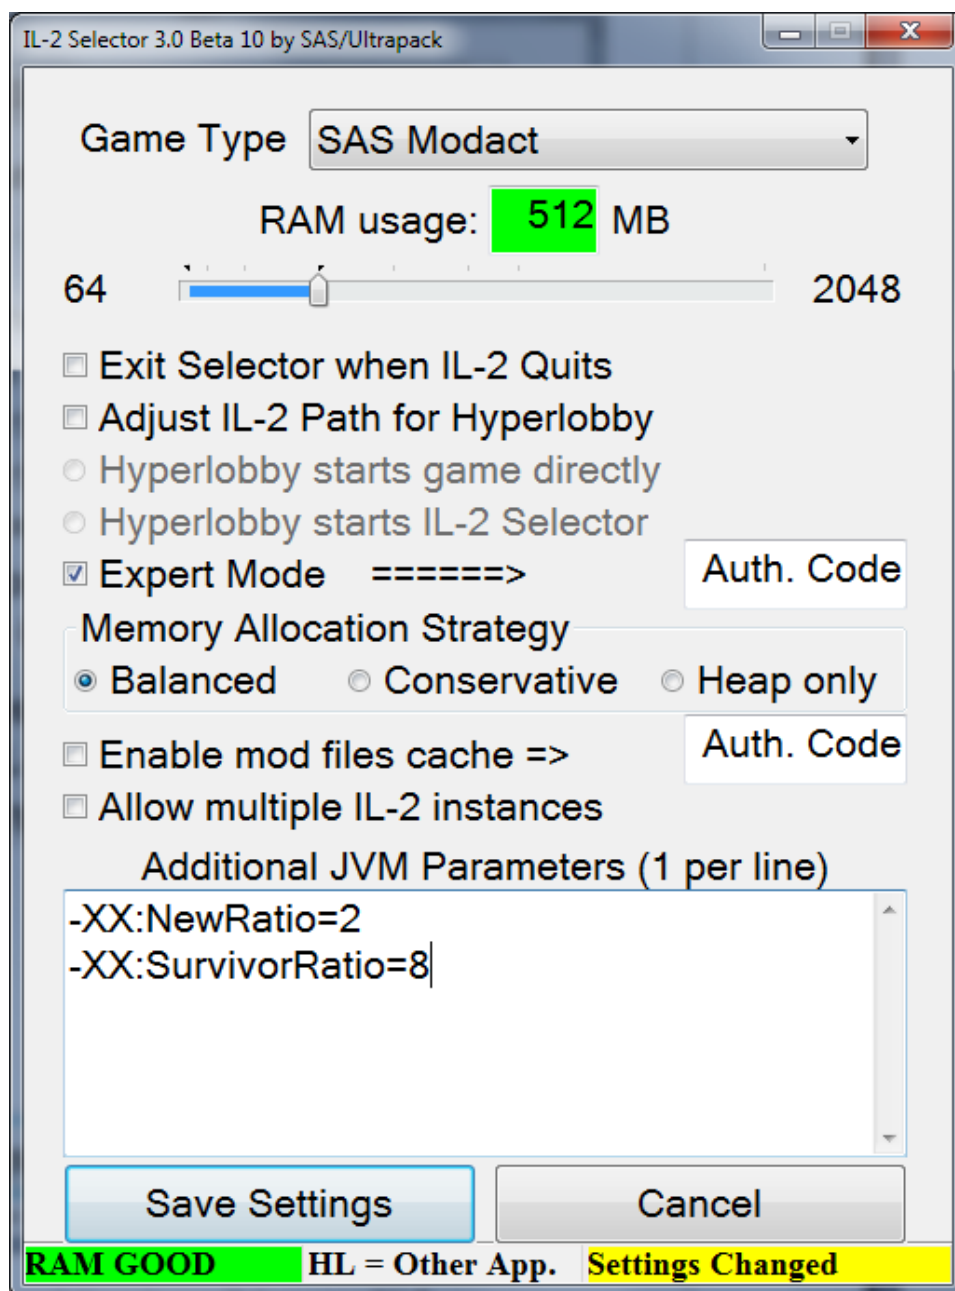 IL-2 Selector 3.0 Beta 10 by SAS/Ultrapack
Game Type SAS Modact
RAM usage: 512 MB
64 2048
Exit Selector when IL-2 Quits
Adjust IL-2 Path for Hyperlobby
Hyperlobby starts game directly
Hyperlobby starts IL-2 Selector
Expert Mode ======> Auth. Code
Memory Allocation Strategy
Balanced Conservative Heap only
Enable mod files cache => Auth. Code
Allow multiple IL-2 instances
Additional JVM Parameters (1 per line)
-XX:NewRatio=2
-XX:SurvivorRatio=8
Save Settings Cancel
RAM GOOD HL = Other App. Settings Changed